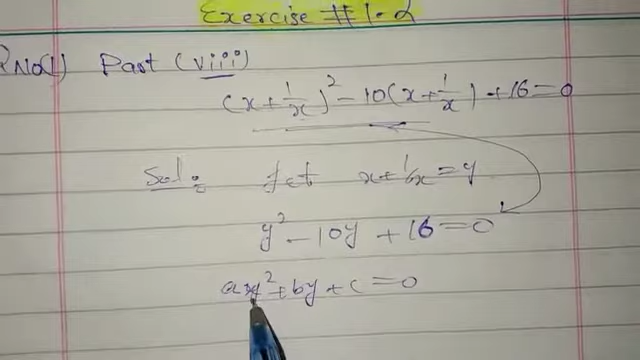 Exercise #1.2
QNo(1) Part (viii)
(x+1/x)² - 10(x+1/x) + 16 = 0
Sol: Let x+1/x = y
y² - 10y + 16 = 0
ay² + by + c = 0